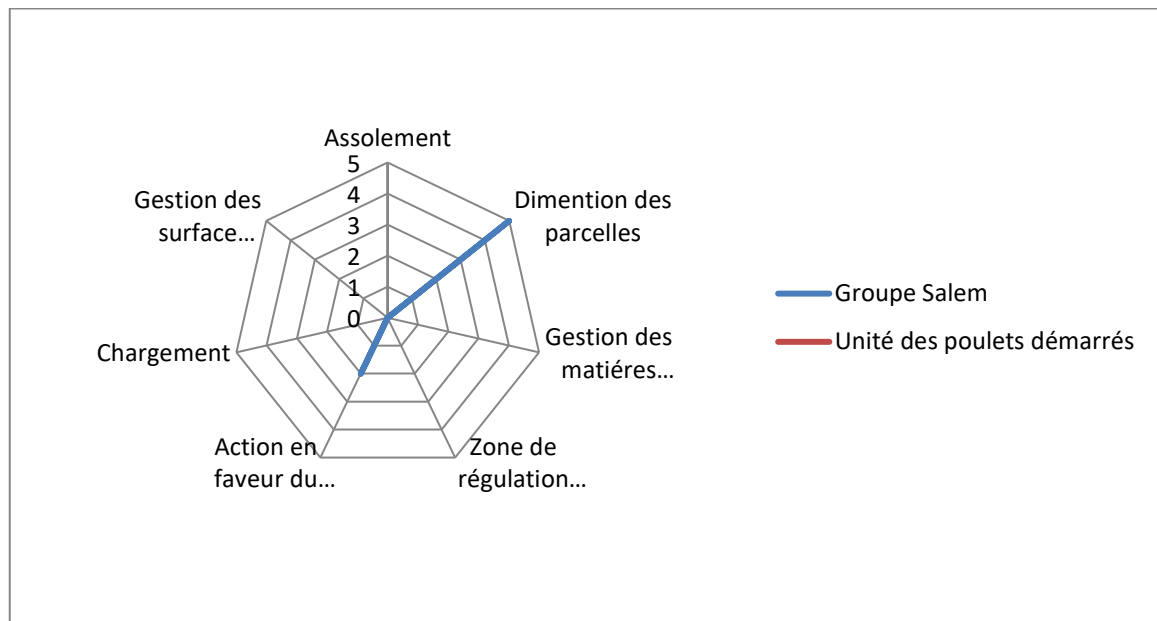 Assolement
5
4
3
2
1
0
Dimention des
parcelles
Gestion des
matiéres...
Zone de
régulation...
Action en
faveur du...
Chargement
Gestion des
surface...
Groupe Salem
Unité des poulets démarrés